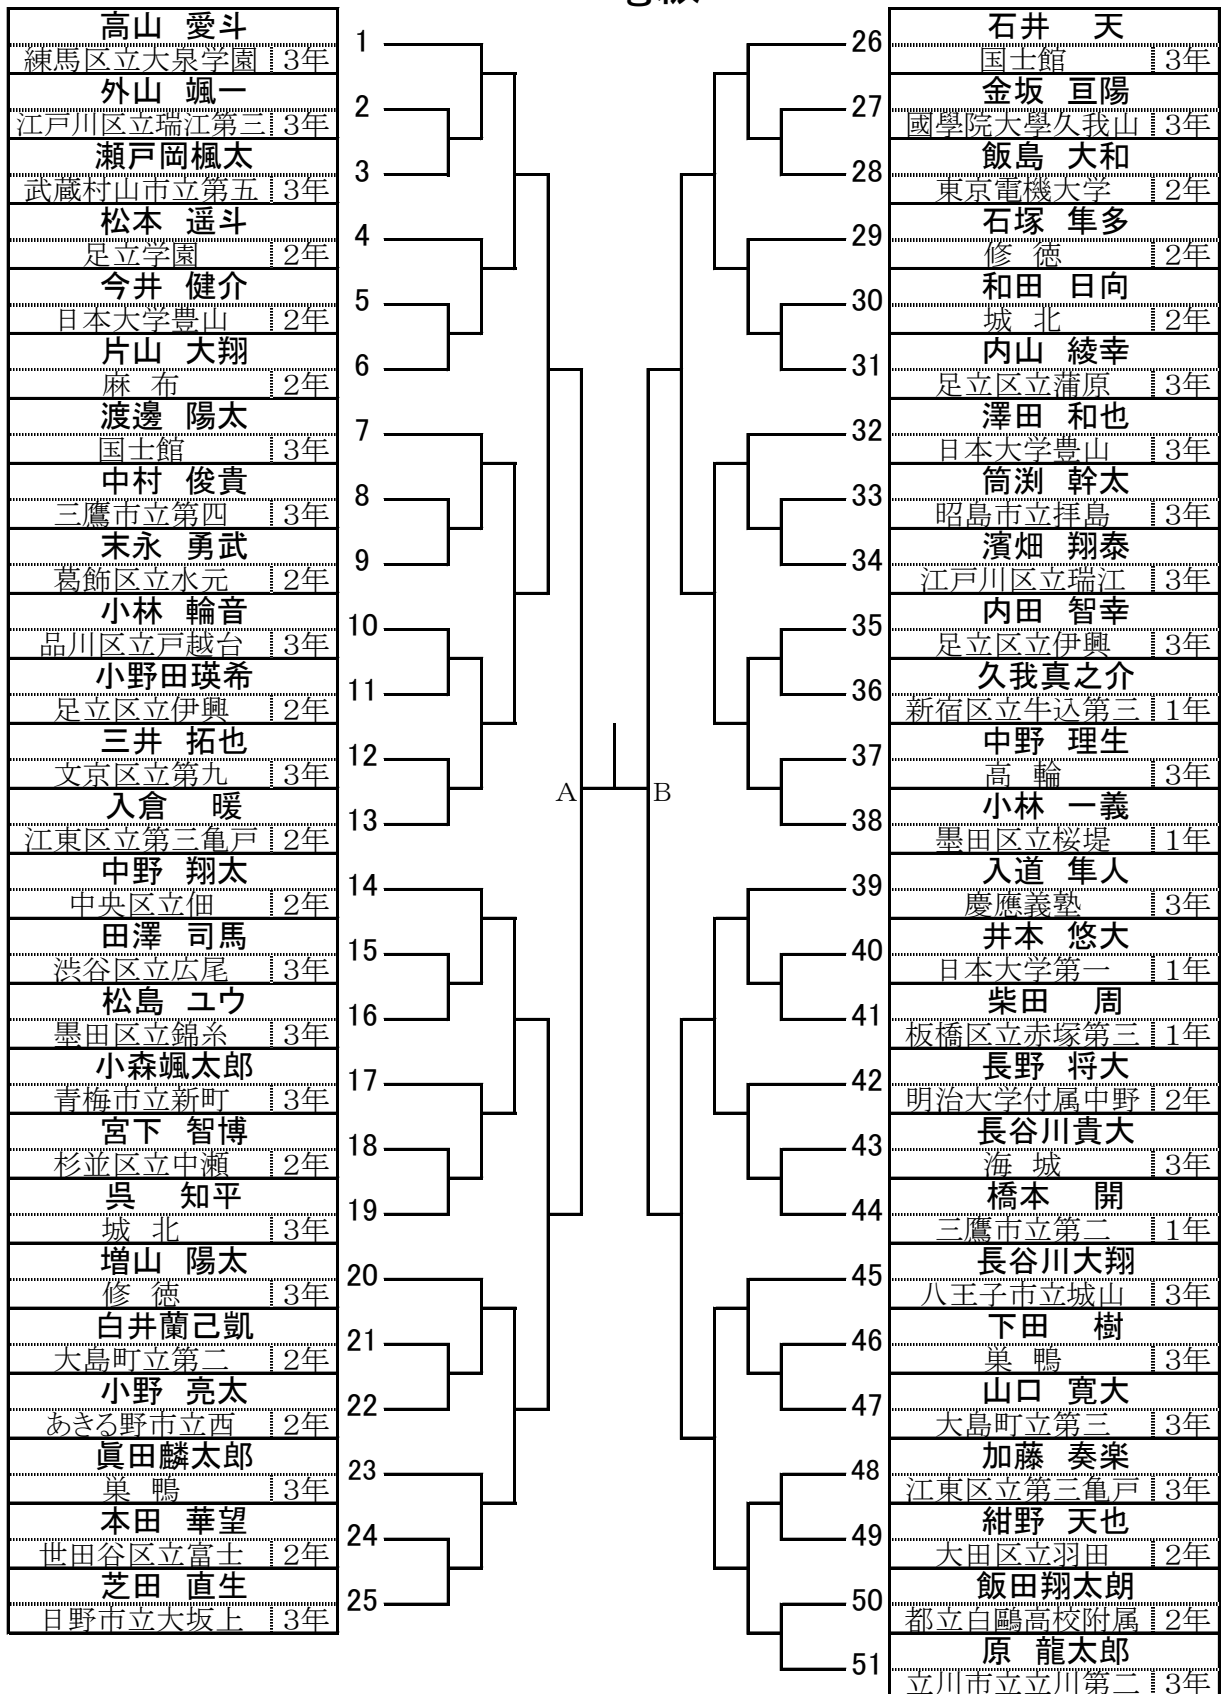 高山 愛斗
練馬区立大泉学園 3年
1
外山 颯一
江戸川区立瑞江第三 3年
2
瀬戸岡楓太
武蔵村山市立第五 3年
3
松本 遥斗
足立学園 2年
4
今井 健介
日本大学豊山 2年
5
片山 大翔
麻 布 2年
6
渡邊 陽太
国士館 3年
7
中村 俊貴
三鷹市立第四 3年
8
末永 勇武
葛飾区立水元 2年
9
小林 輪音
品川区立戸越台 3年
10
小野田瑛希
足立区立伊興 2年
11
三井 拓也
文京区立第九 3年
12
入倉 暖
江東区立第三亀戸 2年
13
中野 翔太
中央区立佃 2年
14
田澤 司馬
渋谷区立広尾 3年
15
松島 ユウ
墨田区立錦糸 3年
16
小森颯太郎
青梅市立新町 3年
17
宮下 智博
杉並区立中瀬 2年
18
呉 知平
城 北 3年
19
増山 陽太
修 徳 3年
20
白井蘭己凱
大島町立第二 2年
21
小野 亮太
あきる野市立西 2年
22
眞田麟太郎
巣 鴨 3年
23
本田 華望
世田谷区立富士 2年
24
芝田 直生
日野市立大坂上 3年
25
A
B
26
石井 天
国士館 3年
27
金坂 亘陽
國學院大學久我山 3年
28
飯島 大和
東京電機大学 2年
29
石塚 隼多
修 徳 2年
30
和田 日向
城 北 2年
31
内山 綾幸
足立区立蒲原 3年
32
澤田 和也
日本大学豊山 3年
33
筒渕 幹太
昭島市立拝島 3年
34
濱畑 翔泰
江戸川区立瑞江 3年
35
内田 智幸
足立区立伊興 3年
36
久我真之介
新宿区立牛込第三 1年
37
中野 理生
高 輪 3年
38
小林 一義
墨田区立桜堤 1年
39
入道 隼人
慶應義塾 3年
40
井本 悠大
日本大学第一 1年
41
柴田 周
板橋区立赤塚第三 1年
42
長野 将大
明治大学付属中野 2年
43
長谷川貴大
海 城 3年
44
橋本 開
三鷹市立第二 1年
45
長谷川大翔
八王子市立城山 3年
46
下田 樹
巣 鴨 3年
47
山口 寛大
大島町立第三 3年
48
加藤 奏楽
江東区立第三亀戸 3年
49
紺野 天也
大田区立羽田 2年
50
飯田翔太朗
都立白鷗高校附属 2年
51
原 龍太郎
立川市立立川第二 3年